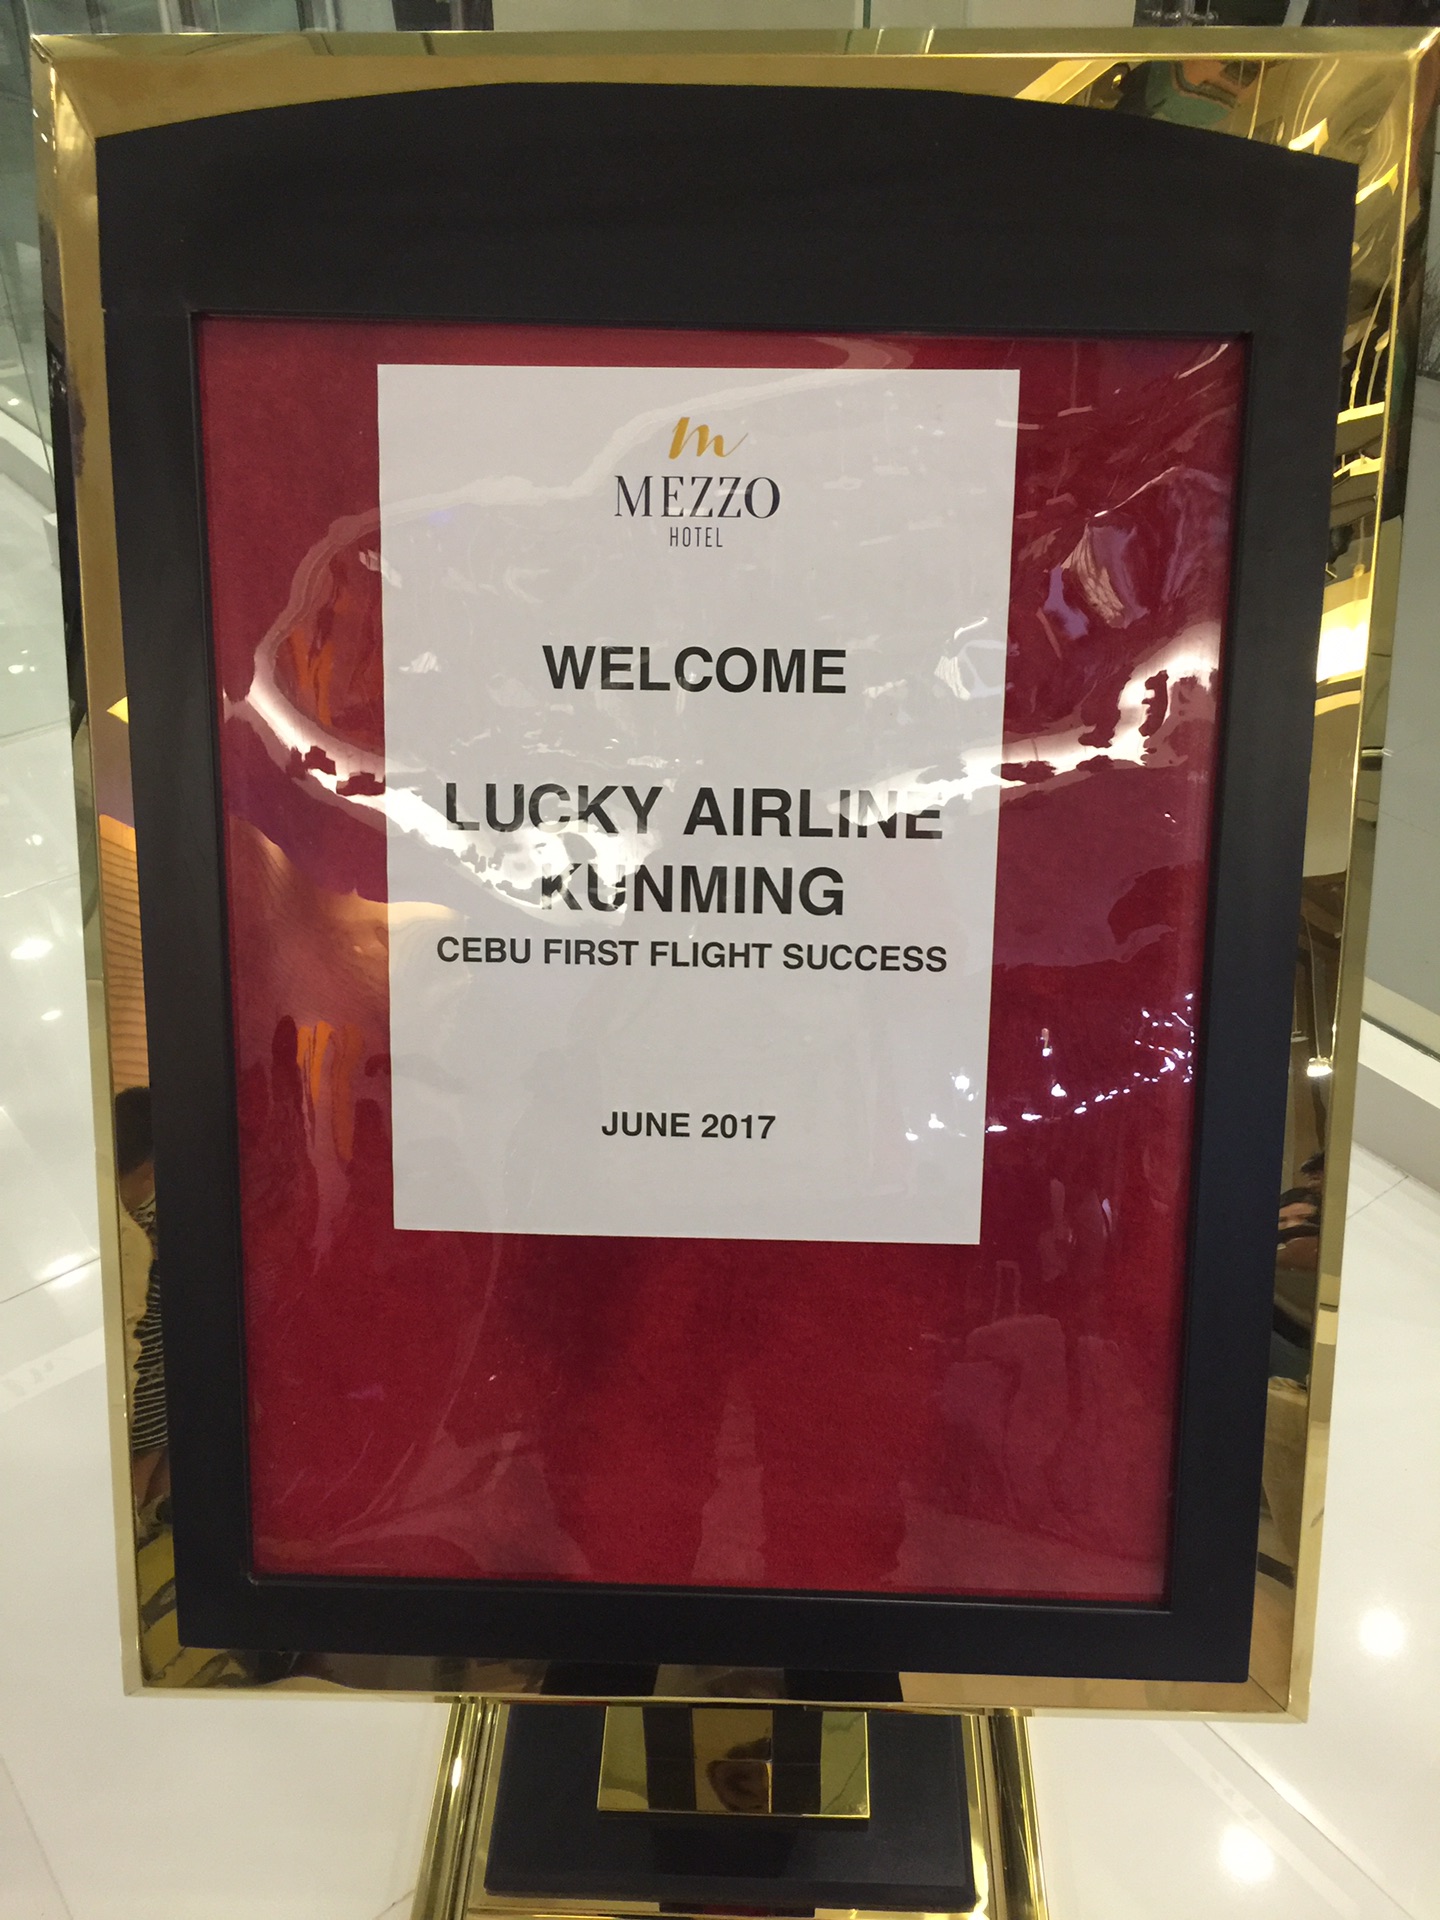 m
MEZZO
HOTEL
WELCOME
LUCKY AIRLINE
KUNMING
CEBU FIRST FLIGHT SUCCESS
JUNE 2017